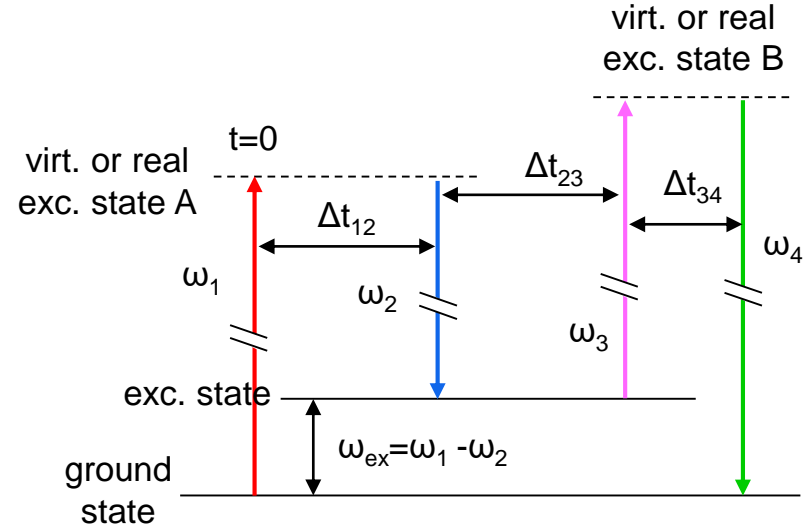 virt. or real
exc. state B
t=0
virt. or real
exc. state A
Δt₂₃
Δt₃₄
Δt₁₂
ω₁
ω₂
ω₃
ω₄
exc. state
ωₑₓ=ω₁ -ω₂
ground
state